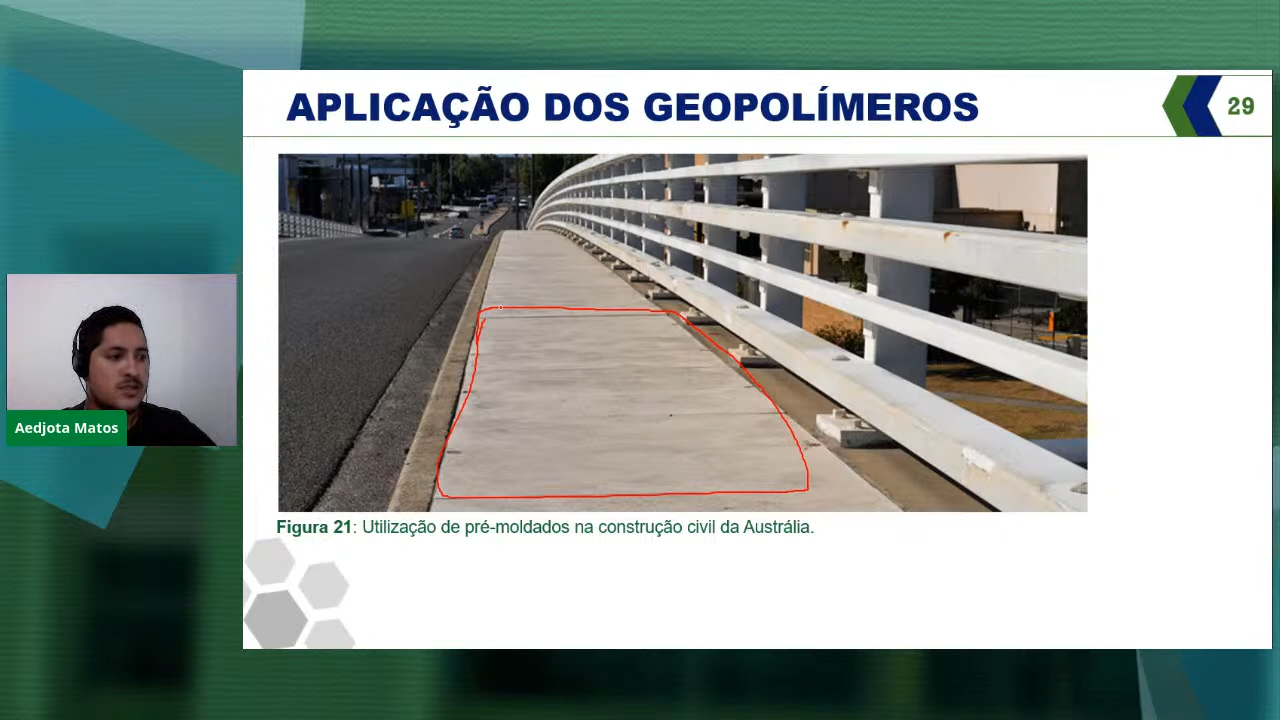 APLICAÇÃO DOS GEOPOLÍMEROS
29
Aedjota Matos
Figura 21: Utilização de pré-moldados na construção civil da Austrália.